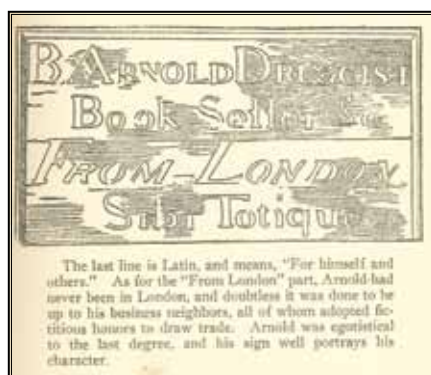 B. ARNOLD DRUGGIST
Book Seller &c
FROM LONDON
Sibi Totique
The last line is Latin, and means, "For himself and
others." As for the "From London" part, Arnold had
never been in London, and doubtless it was done to be
up to his business neighbors, all of whom adopted fic-
titious honors to draw trade. Arnold was egotistical
to the last degree, and his sign well portrays his
character.